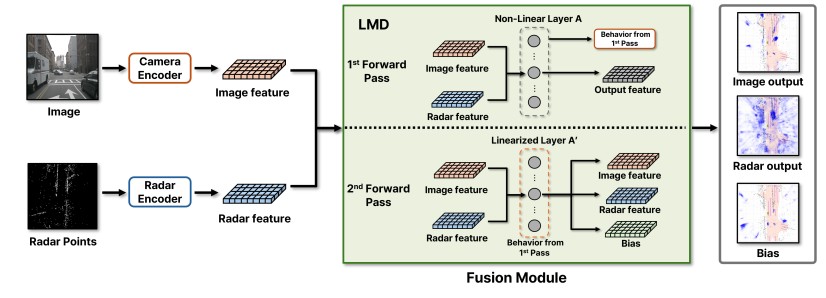 Image
Camera
Encoder
Image feature
Radar Points
Radar
Encoder
Radar feature
LMD
1st Forward
Pass
Image feature
Radar feature
Non-Linear Layer A
Behavior from
1st Pass
Output feature
2nd Forward
Pass
Image feature
Radar feature
Linearized Layer A'
Behavior from
1st Pass
Image feature
Radar feature
Bias
Fusion Module
Image output
Radar output
Bias